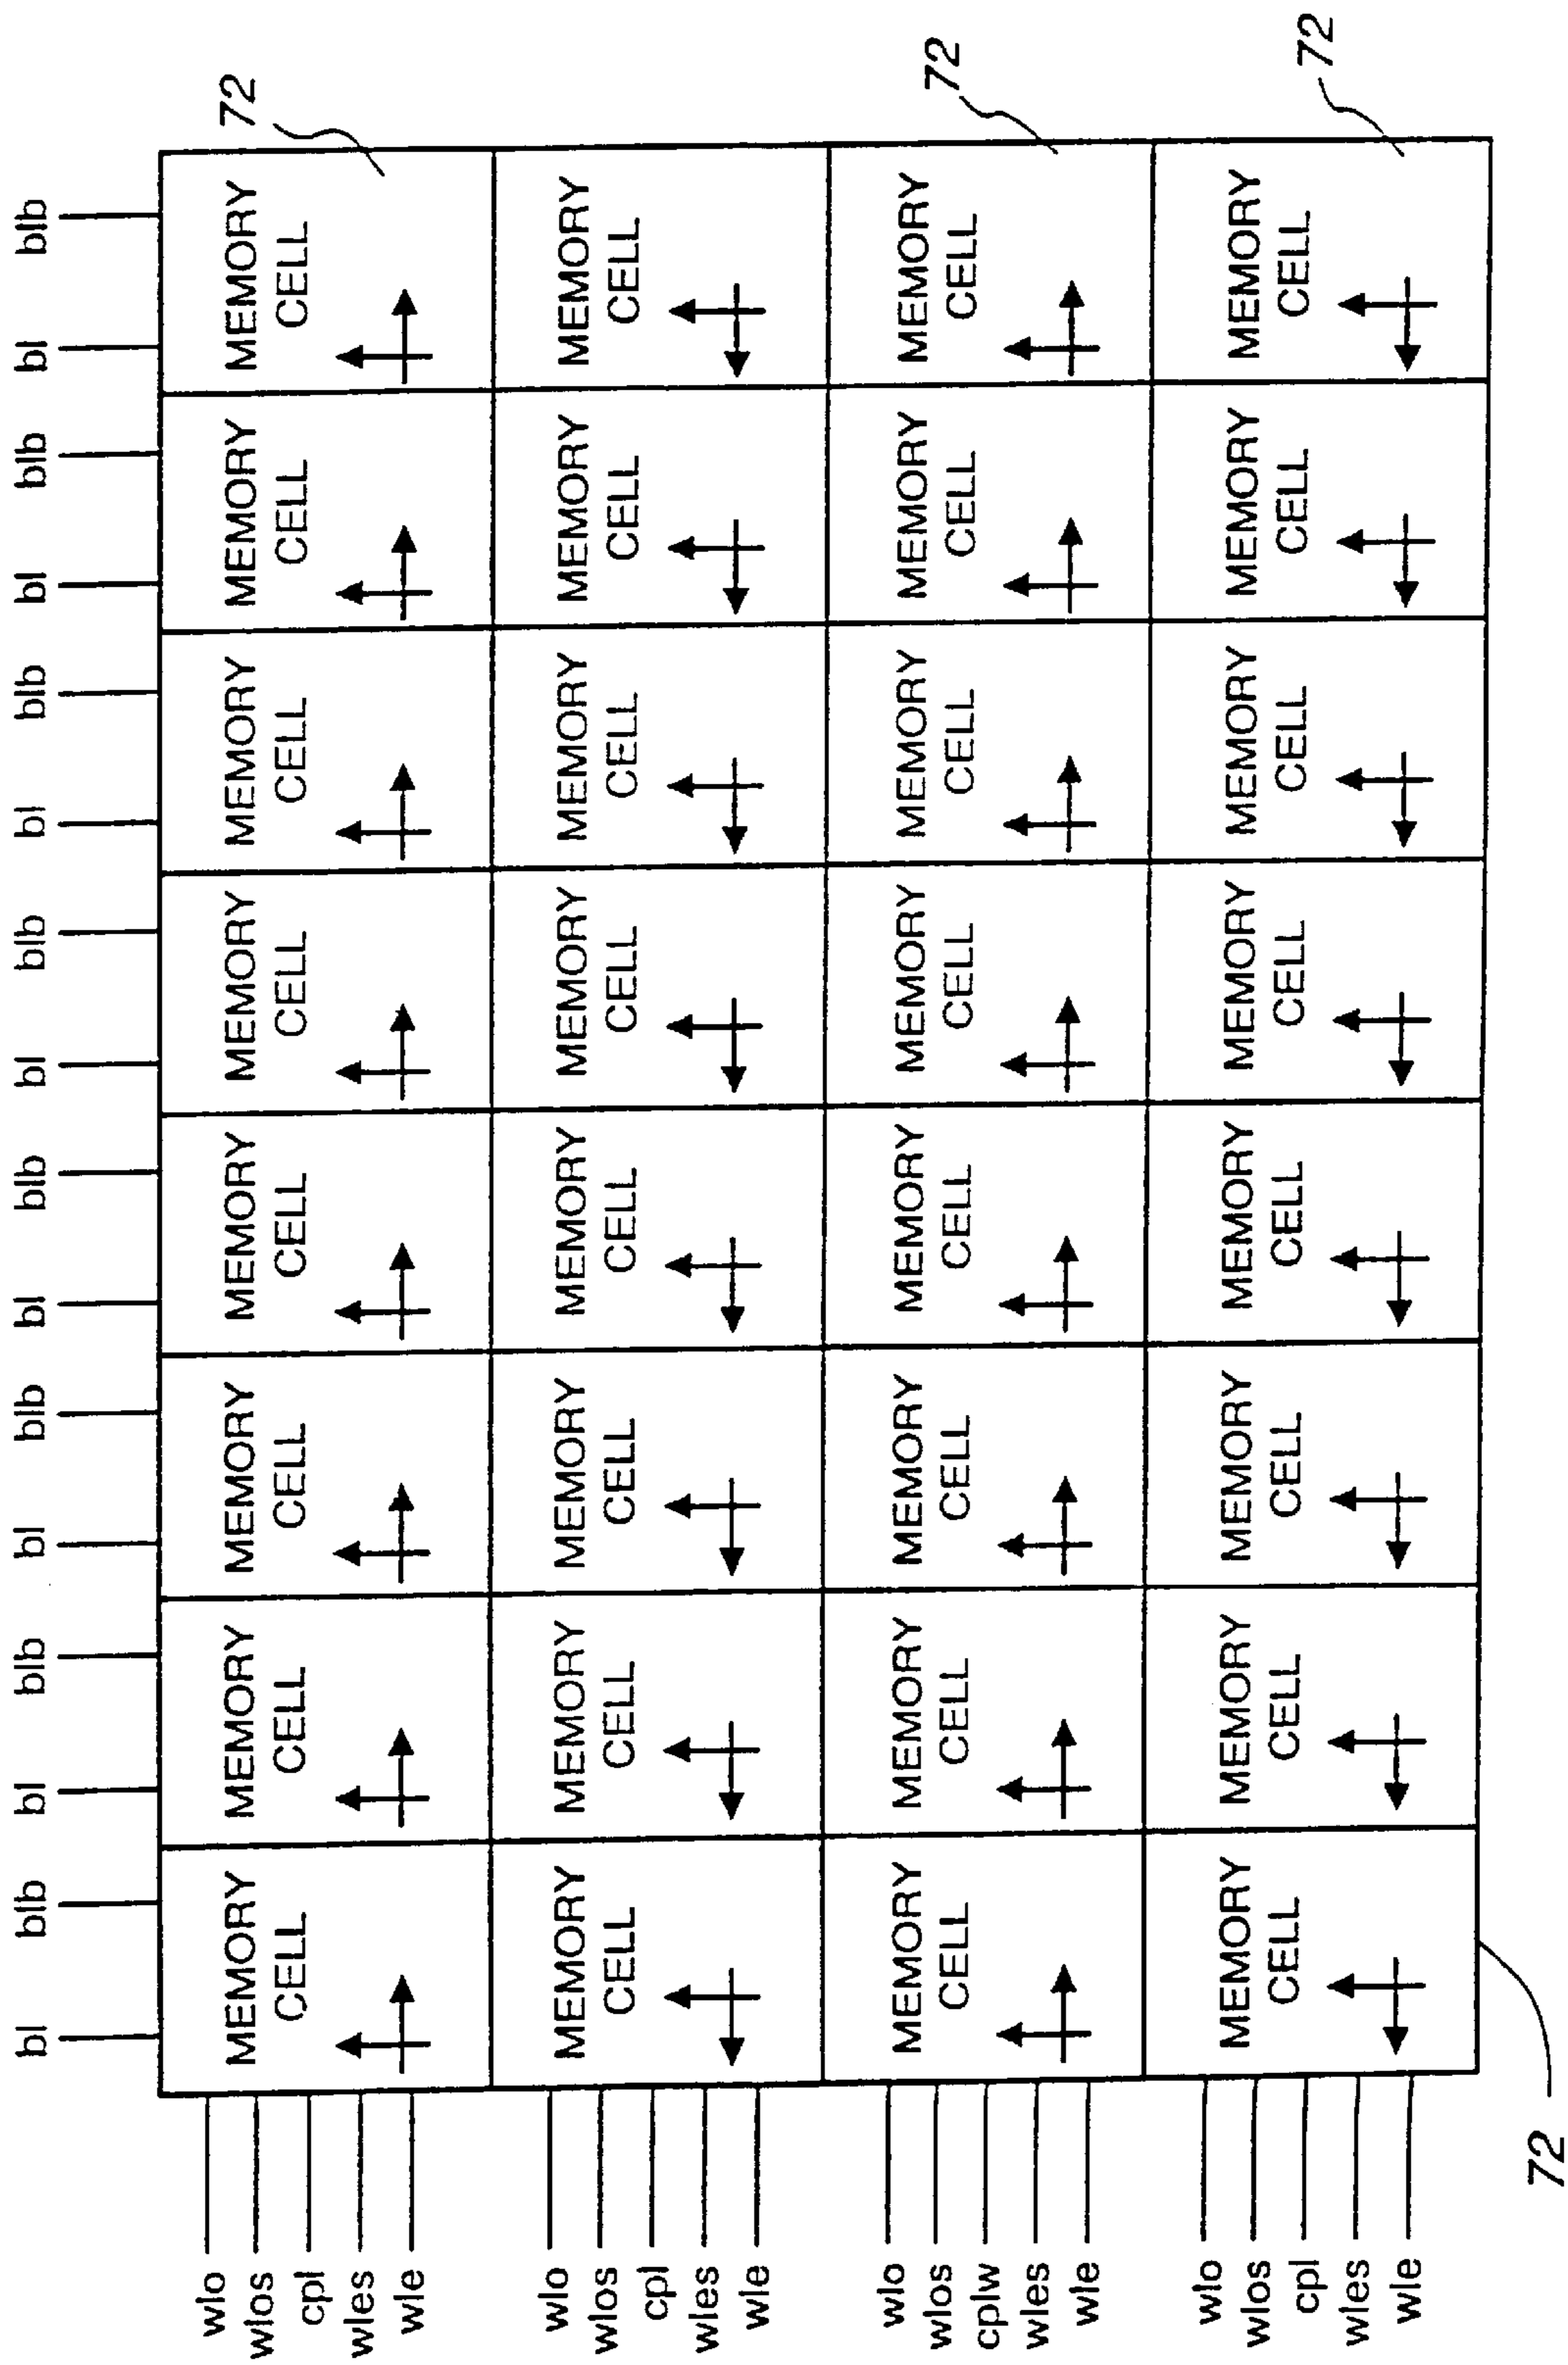 bl blb bl blb bl blb bl blb bl blb bl blb bl blb bl blb
wlo MEMORY MEMORY MEMORY MEMORY MEMORY MEMORY MEMORY MEMORY 72
wlos CELL CELL CELL CELL CELL CELL CELL CELL
cpl
wles
wle
wlo MEMORY MEMORY MEMORY MEMORY MEMORY MEMORY MEMORY MEMORY
wlos CELL CELL CELL CELL CELL CELL CELL CELL
cpl
wles
wle
wlo MEMORY MEMORY MEMORY MEMORY MEMORY MEMORY MEMORY MEMORY 72
wlos CELL CELL CELL CELL CELL CELL CELL CELL
cplw
wles
wle
wlo MEMORY MEMORY MEMORY MEMORY MEMORY MEMORY MEMORY MEMORY
wlos CELL CELL CELL CELL CELL CELL CELL CELL 72
cpl
wles
wle
72